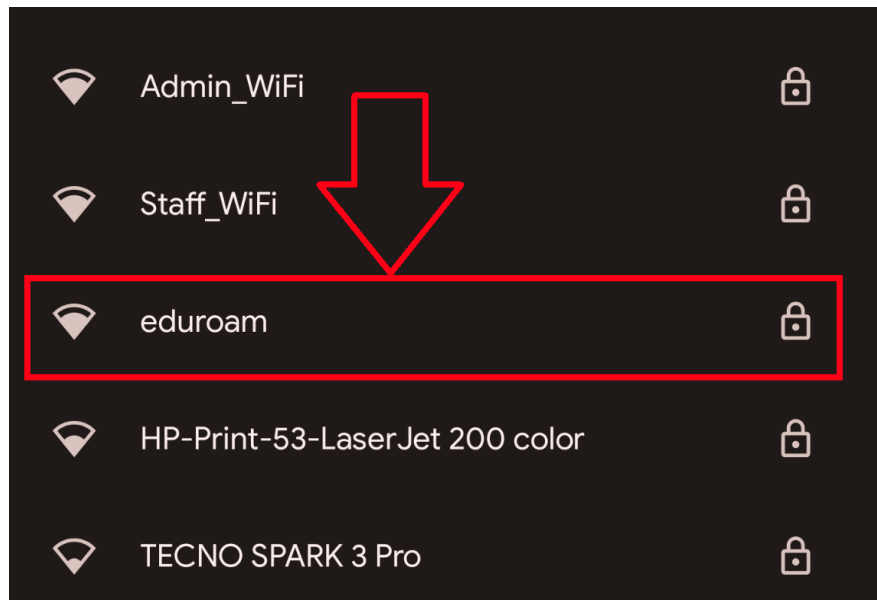 Admin_WiFi
Staff_WiFi
eduroam
HP-Print-53-LaserJet 200 color
TECNO SPARK 3 Pro